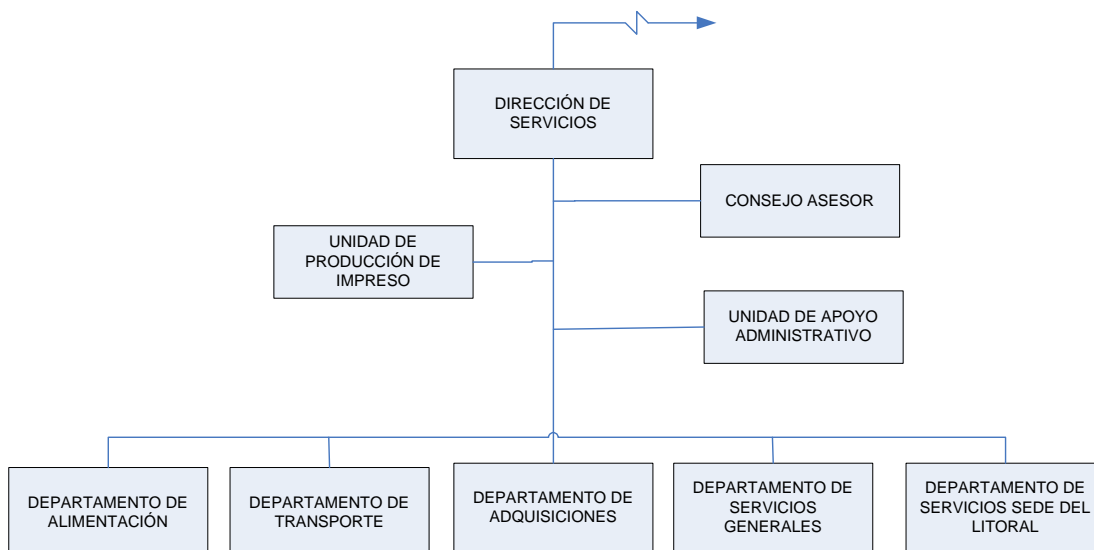 DIRECCIÓN DE
SERVICIOS
CONSEJO ASESOR
UNIDAD DE
PRODUCCIÓN DE
IMPRESO
UNIDAD DE APOYO
ADMINISTRATIVO
DEPARTAMENTO DE
ALIMENTACIÓN
DEPARTAMENTO DE
TRANSPORTE
DEPARTAMENTO DE
ADQUISICIONES
DEPARTAMENTO DE
SERVICIOS
GENERALES
DEPARTAMENTO DE
SERVICIOS SEDE DEL
LITORAL